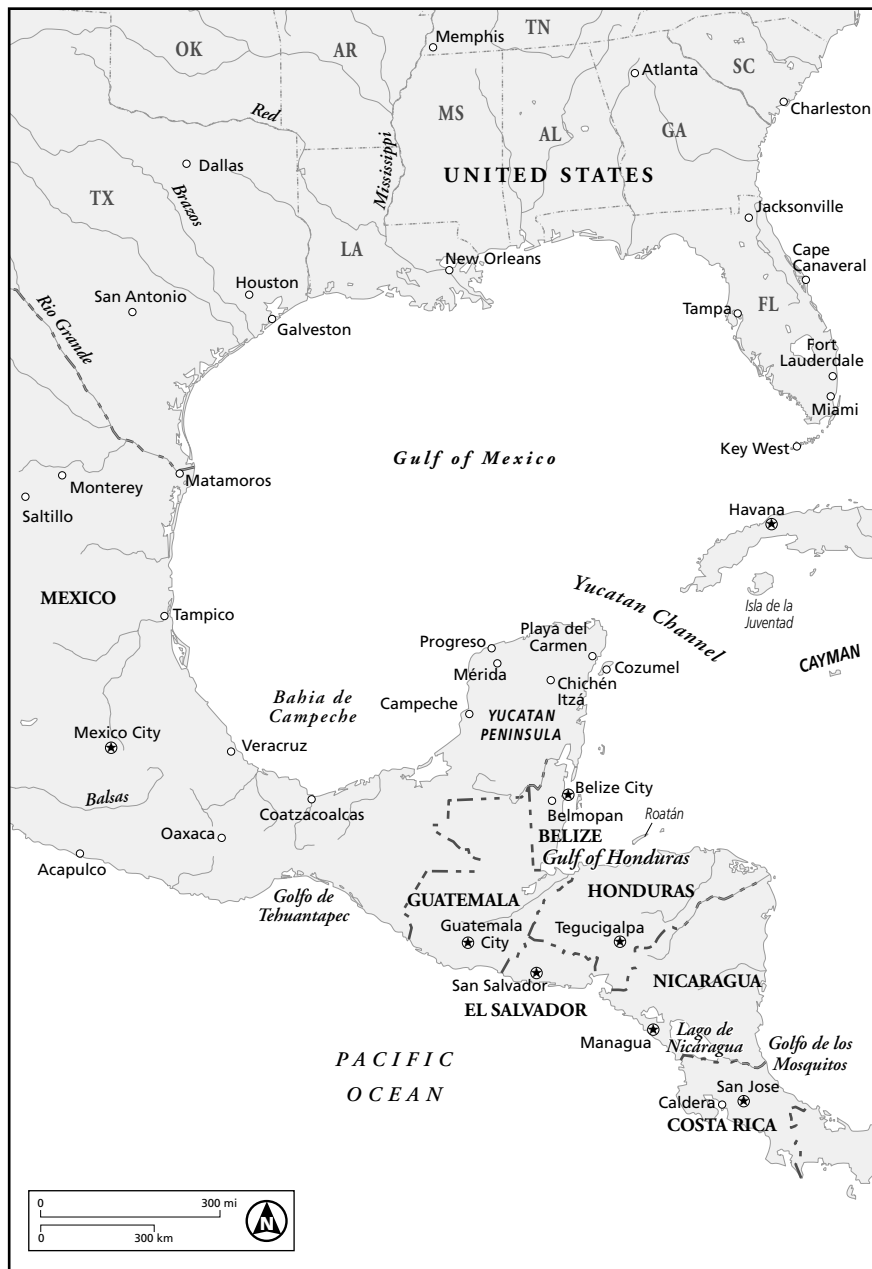 Memphis
TN
OK
AR
SC
Atlanta
Charleston
MS
Red
AL
GA
Mississippi
Dallas
UNITED STATES
TX
Brazos
Jacksonville
LA
New Orleans
Cape
Canaveral
Houston
San Antonio
FL
Tampa
Rio Grande
Galveston
Fort
Lauderdale
Miami
Key West
Gulf of Mexico
Monterey
Matamoros
Saltillo
Havana
MEXICO
Yucatan Channel
Isla de la
Juventad
Tampico
Playa del
Carmen
Progreso
CAYMAN
Mérida
Cozumel
Chichén
Itzá
Bahia de
Campeche
Campeche
YUCATAN
PENINSULA
Mexico City
Veracruz
Balsas
Belize City
Coatzacoalcas
Belmopan
Roatán
Oaxaca
BELIZE
Acapulco
Gulf of Honduras
Golfo de
Tehuantapec
GUATEMALA
HONDURAS
Guatemala
City
Tegucigalpa
San Salvador
NICARAGUA
EL SALVADOR
Managua
Lago de
Nicaragua
Golfo de los
Mosquitos
PACIFIC
OCEAN
San Jose
Caldera
COSTA RICA
0 300 mi
0 300 km
N